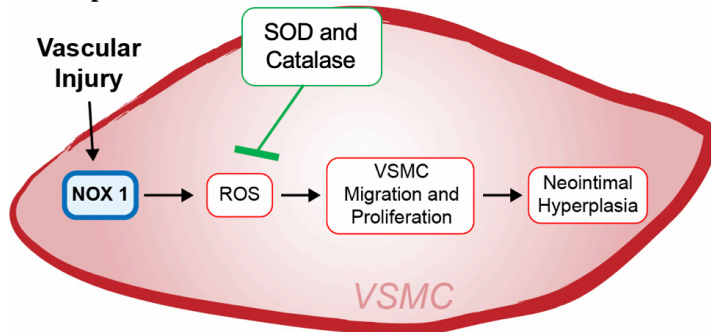 Vascular
Injury
SOD and
Catalase
NOX 1
ROS
VSMC
Migration and
Proliferation
Neointimal
Hyperplasia
VSMC